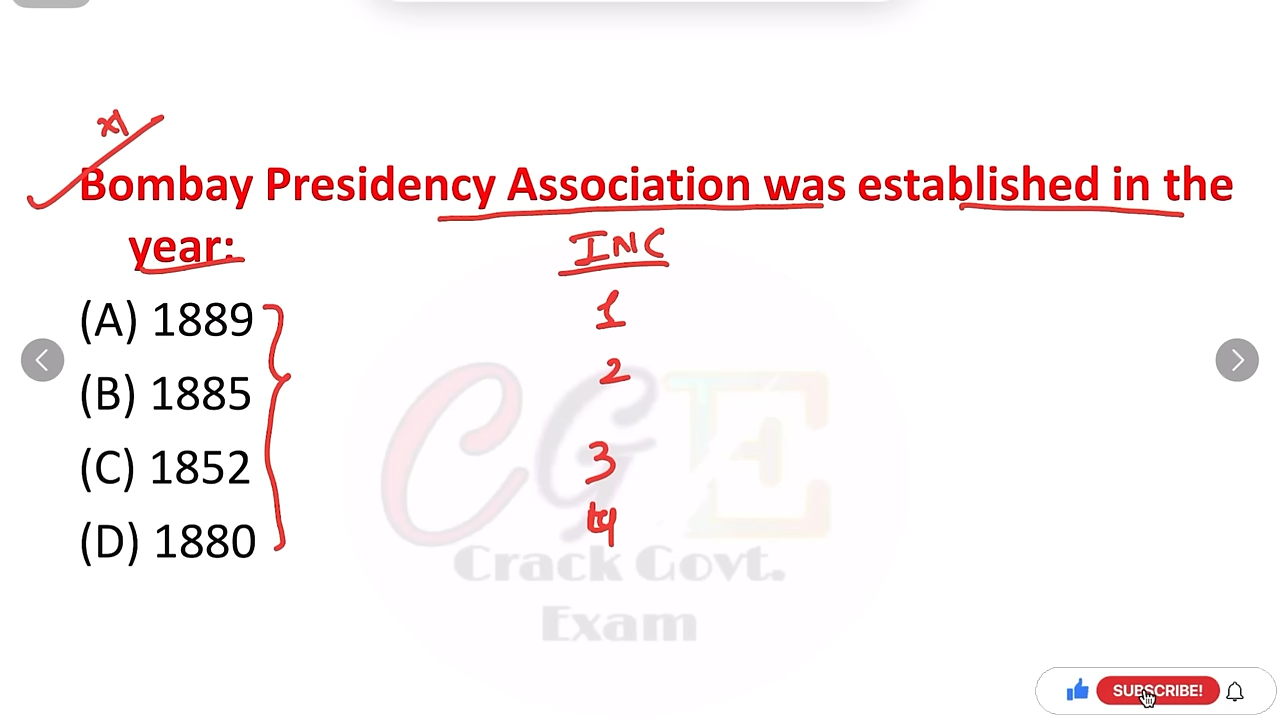 Bombay Presidency Association was established in the
year:
INC
(A) 1889
1
(B) 1885
2
(C) 1852
3
(D) 1880
4
CGE
Crack Govt.
Exam
SUBSCRIBE!